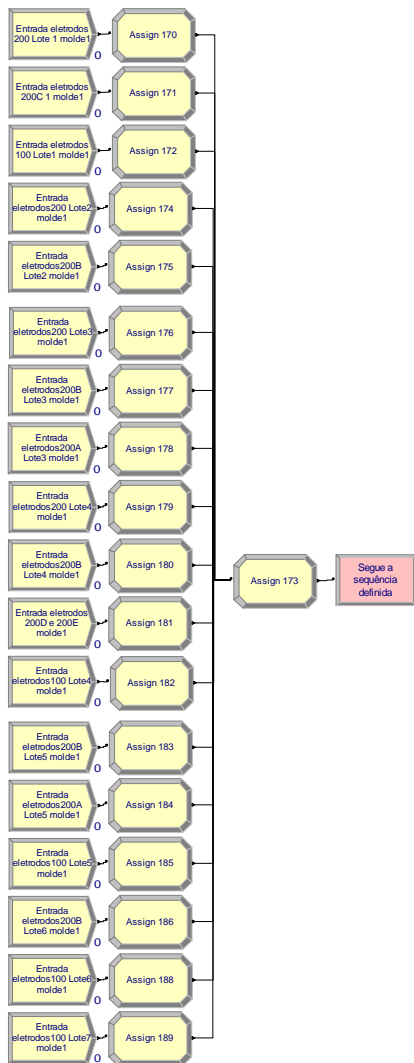 Entrada eletrodos
200 Lote 1 molde1
0
Assign 170
Entrada eletrodos
200C 1 molde1
0
Assign 171
Entrada eletrodos
100 Lote1 molde1
0
Assign 172
Entrada
eletrodos200 Lote2
molde1
0
Assign 174
Entrada
eletrodos200B
Lote2 molde1
0
Assign 175
Entrada
eletrodos200 Lote3
molde1
0
Assign 176
Entrada
eletrodos200B
Lote3 molde1
0
Assign 177
Entrada
eletrodos200A
Lote3 molde1
0
Assign 178
Entrada
eletrodos200 Lote4
molde1
0
Assign 179
Entrada
eletrodos200B
Lote4 molde1
0
Assign 180
Assign 173
Segue a
sequência
definida
Entrada eletrodos
200D e 200E
molde1
0
Assign 181
Entrada
eletrodos100 Lote4
molde1
0
Assign 182
Entrada
eletrodos200B
Lote5 molde1
0
Assign 183
Entrada
eletrodos200A
Lote5 molde1
0
Assign 184
Entrada
eletrodos100 Lote5
molde1
0
Assign 185
Entrada
eletrodos200B
Lote6 molde1
0
Assign 186
Entrada
eletrodos100 Lote6
molde1
0
Assign 188
Entrada
eletrodos100 Lote7
molde1
0
Assign 189